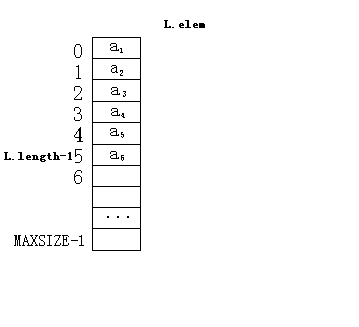 L.elem
0 a₁
1 a₂
2 a₃
3 a₄
4 a₅
L.length-1 5 a₆
6
...
MAXSIZE-1